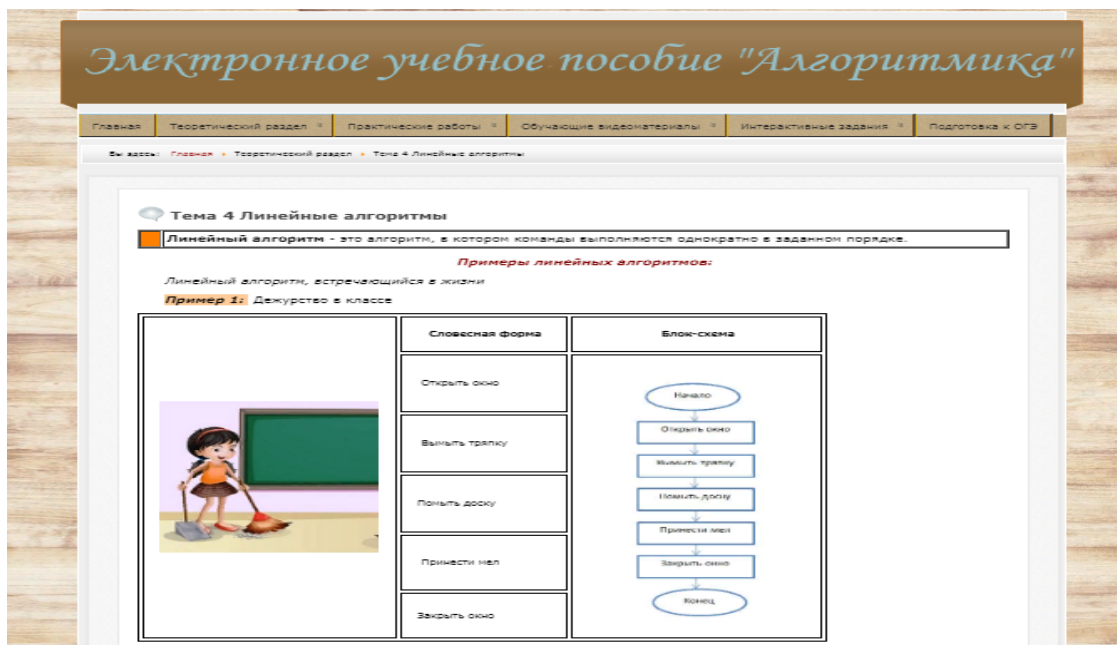 Электронное учебное пособие "Алгоритмика"
Главная Теоретический раздел Практические работы Обучающие видеоматериалы Интерактивные задания Подготовка к ОГЭ
Вы здесь: Главная Теоретический раздел Тема 4 Линейные алгоритмы
Тема 4 Линейные алгоритмы
Линейный алгоритм - это алгоритм, в котором команды выполняются однократно в заданном порядке.
Примеры линейных алгоритмов:
Линейный алгоритм, встречающийся в жизни
Пример 1: Дежурство в классе
Словесная форма
Блок-схема
Открыть окно
Вымыть тряпку
Помыть доску
Принести мел
Закрыть окно
Начало
Открыть окно
Вымыть тряпку
Помыть доску
Принести мел
Закрыть окно
Конец